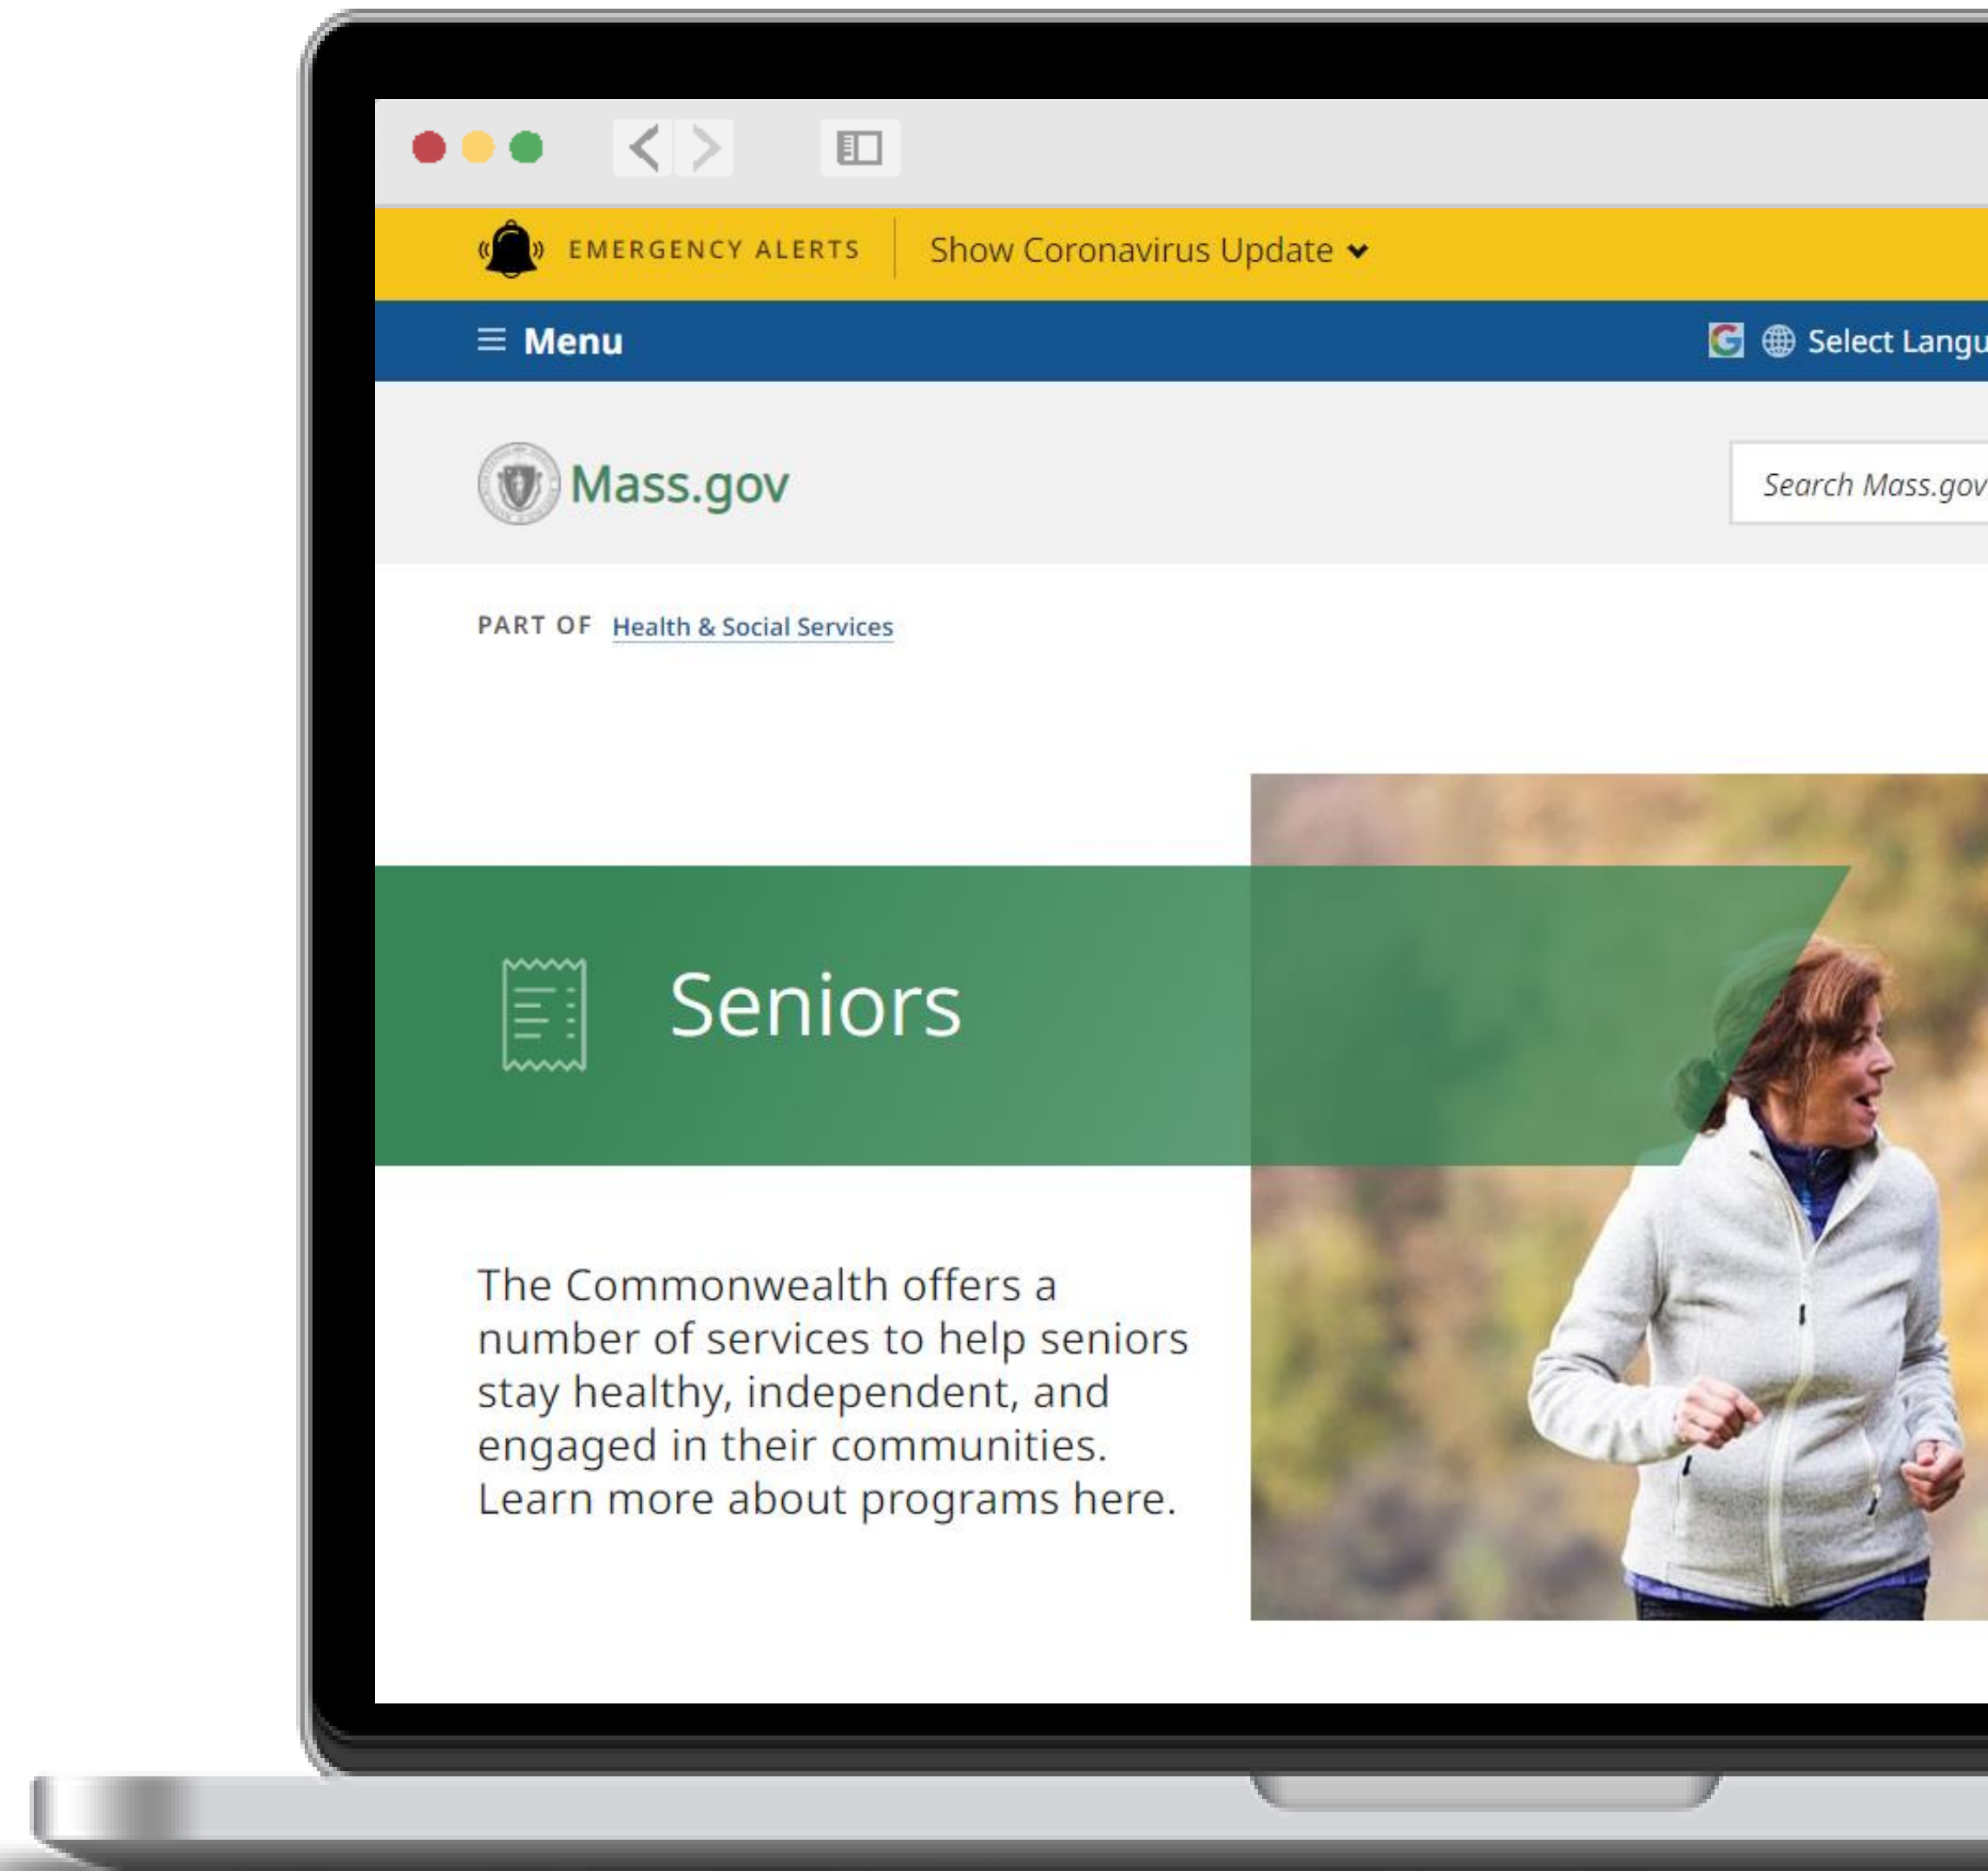 EMERGENCY ALERTS
Show Coronavirus Update
Menu
Select Langu
Mass.gov
Search Mass.gov
PART OF Health & Social Services
Seniors
The Commonwealth offers a
number of services to help seniors
stay healthy, independent, and
engaged in their communities.
Learn more about programs here.